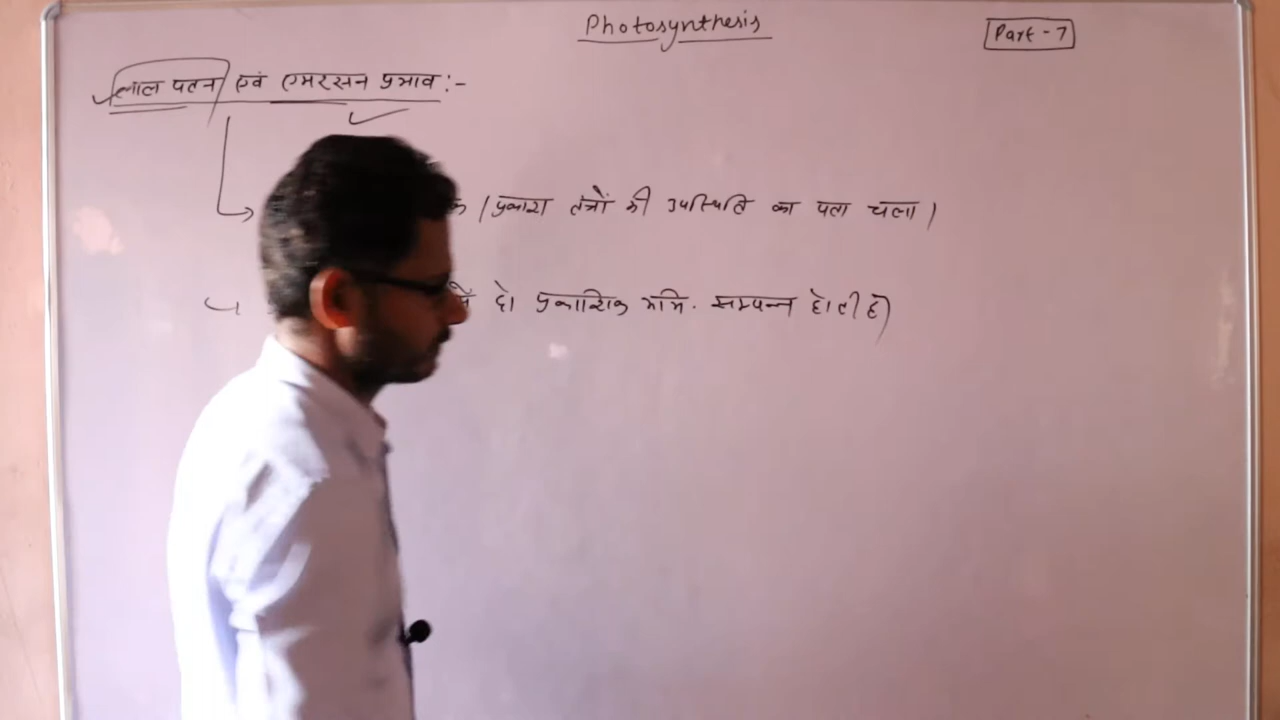 Photosynthesis
Part - 7
लाल पतन एवं एमरसन प्रभाव :-
प्रकाश तंत्रों की उपस्थिति का पता चला।
दो प्रकाशिक अभि. सम्पन्न होती है